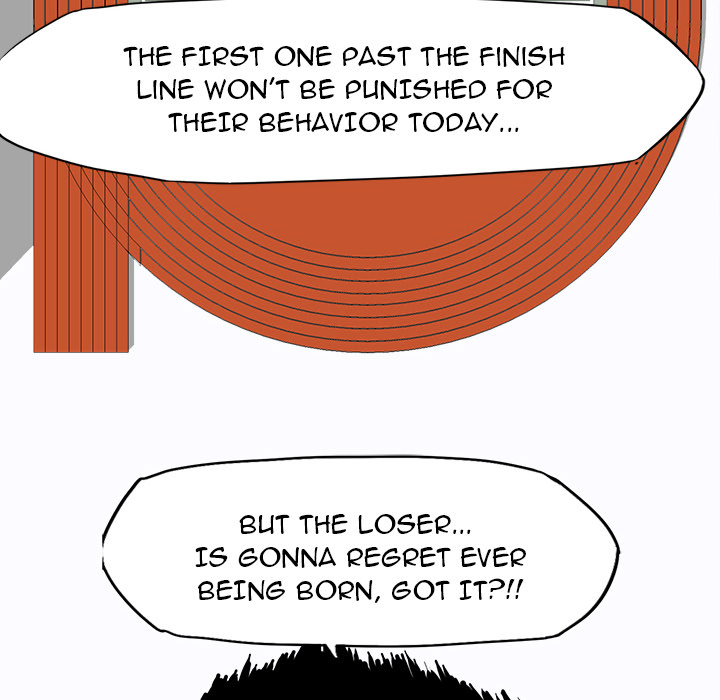 THE FIRST ONE PAST THE FINISH
LINE WON'T BE PUNISHED FOR
THEIR BEHAVIOR TODAY...
BUT THE LOSER...
IS GONNA REGRET EVER
BEING BORN, GOT IT?!!